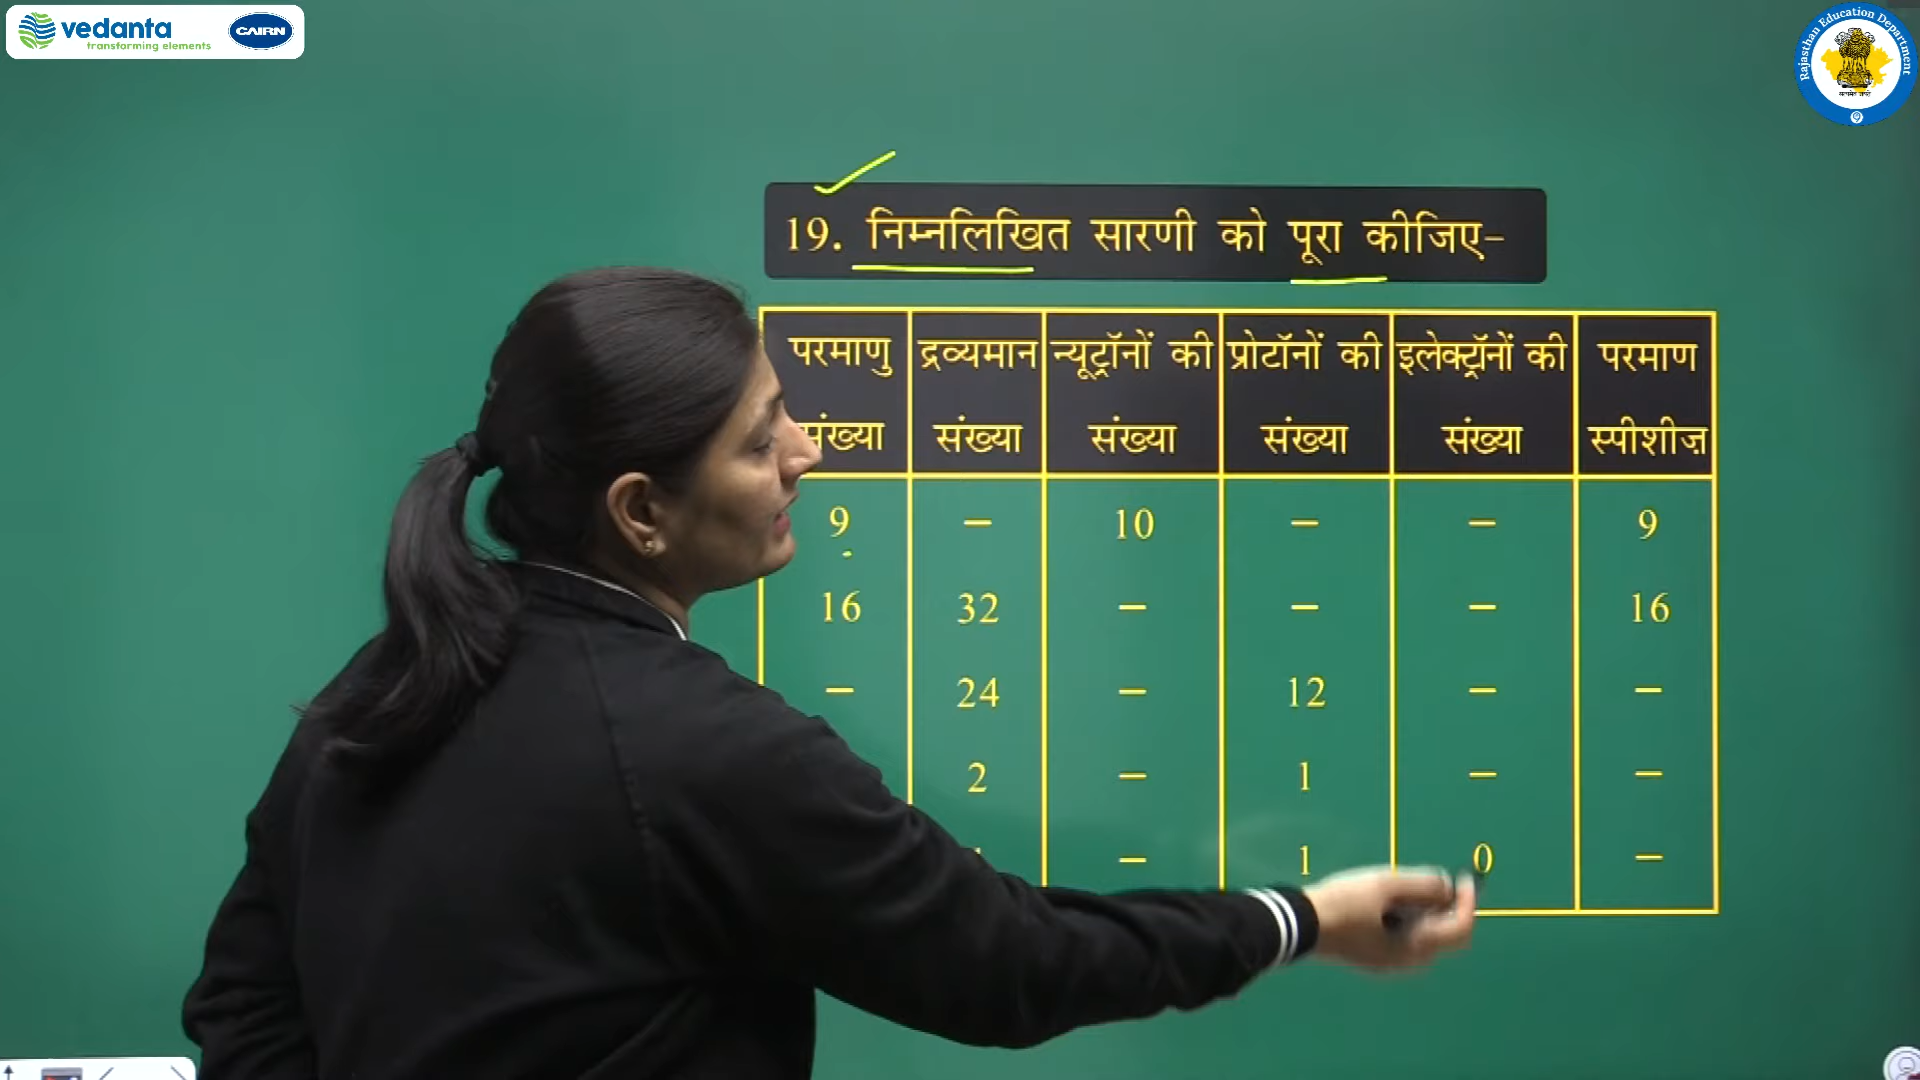 vedanta
transforming elements
CAIRN
Rajasthan Education Department
19. निम्नलिखित सारणी को पूरा कीजिए-
परमाणु संख्या द्रव्यमान संख्या न्यूट्रॉनों की संख्या प्रोटॉनों की संख्या इलेक्ट्रॉनों की संख्या परमाण स्पीशीज़
9 – 10 – – 9
16 32 – – – 16
– 24 – 12 – –
2 – 1 – –
– 1 0 –